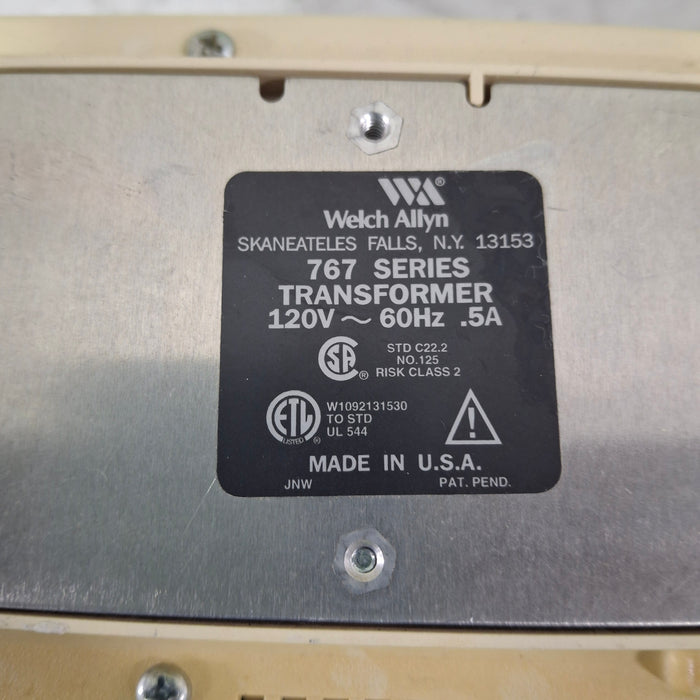 WA®
Welch Allyn
SKANEATELES FALLS, N.Y. 13153
767 SERIES
TRANSFORMER
120V ~ 60Hz .5A
SA ®
STD C22.2
NO.125
RISK CLASS 2
ETL
LISTED ®
W1092131530
TO STD
UL 544
MADE IN U.S.A.
JNW PAT. PEND.